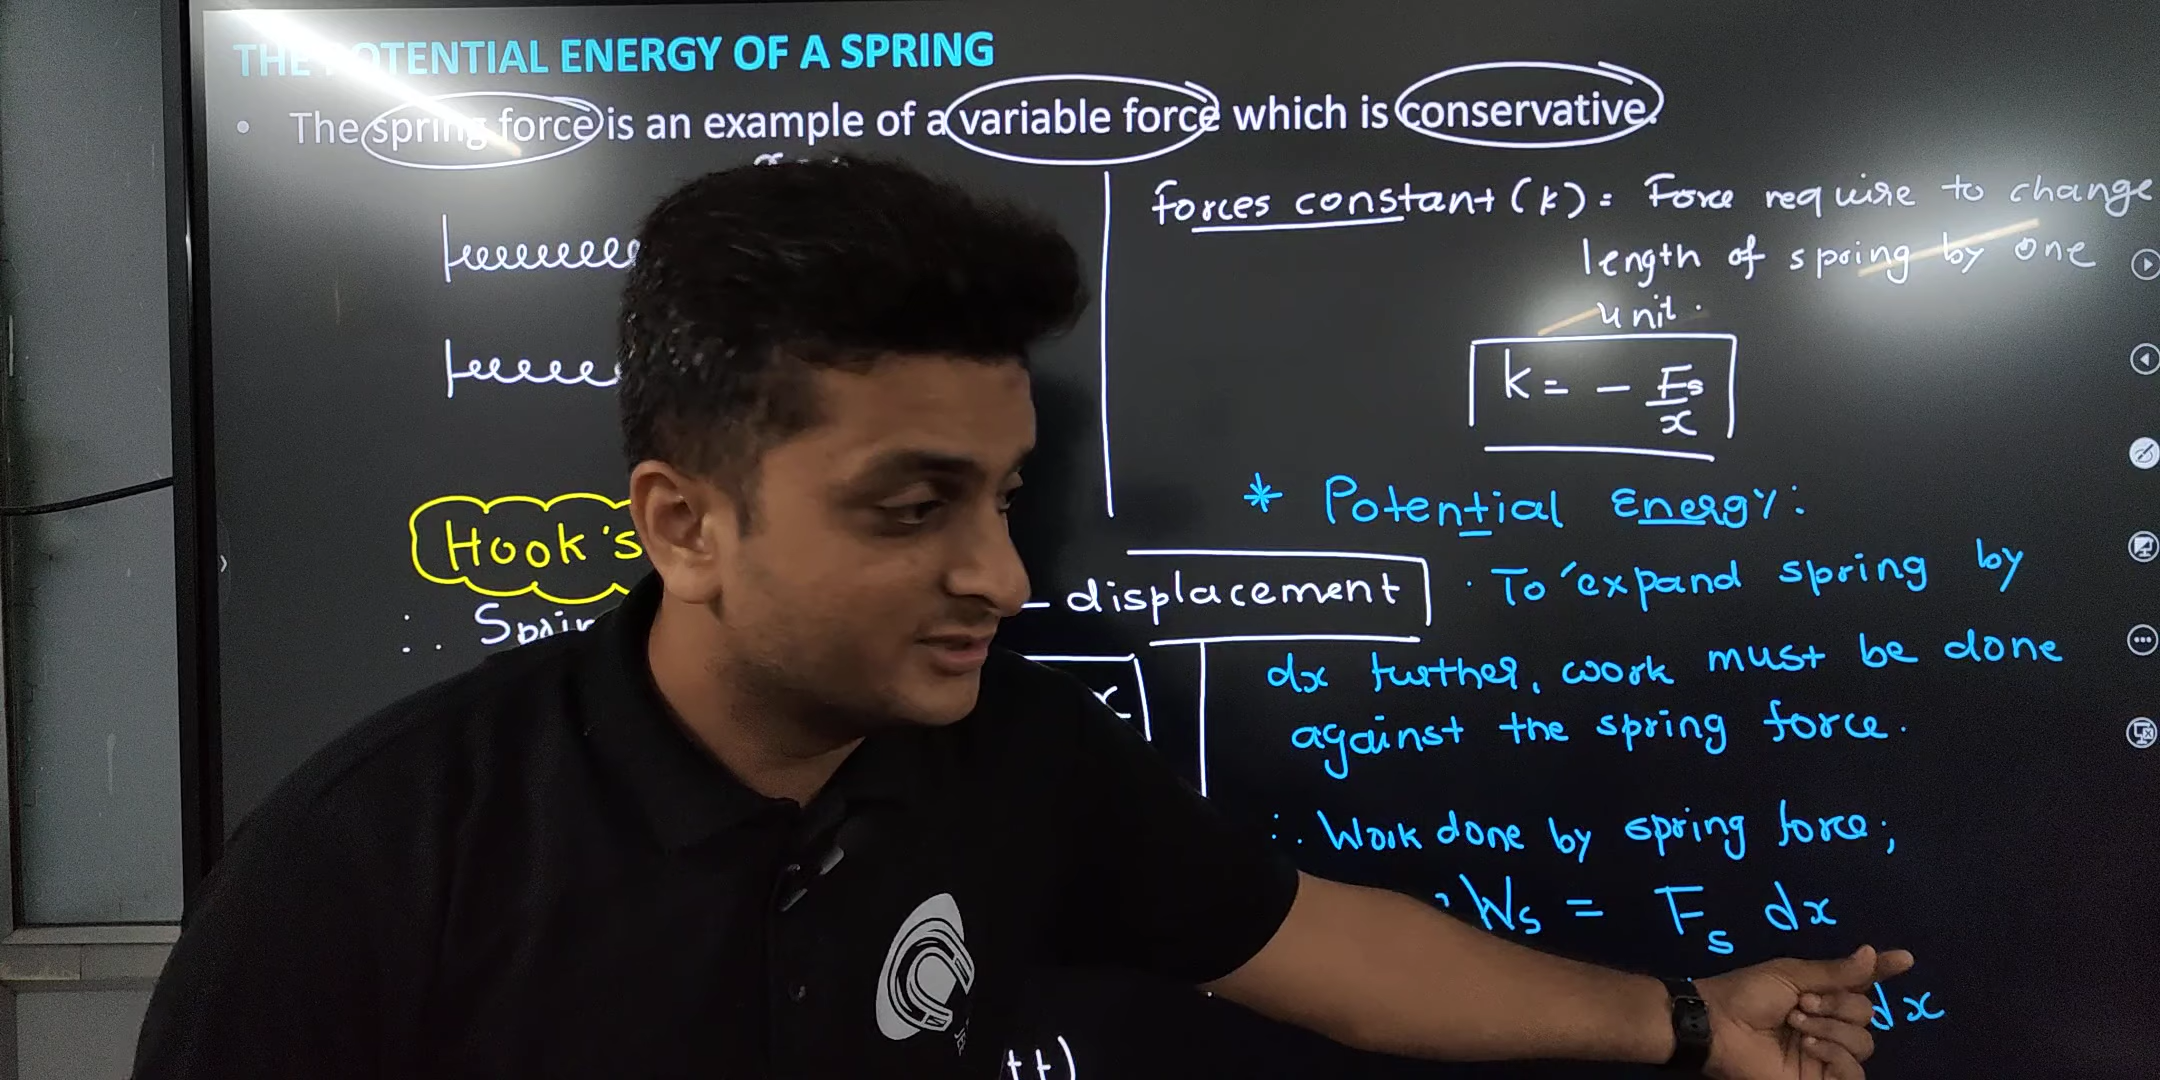 THE POTENTIAL ENERGY OF A SPRING
• The spring force is an example of a variable force which is conservative.
forces constant (k) = Force require to change
length of spring by one
unit.
k = - Fs/x
Hook's
- displacement
∴
* Potential Energy:
· To expand spring by
dx further, work must be done
against the spring force.
∴ Work done by spring force;
Ws = Fs dx
dx